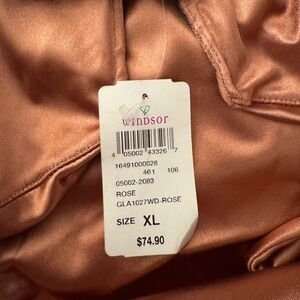 WINDSOR
4 05002 43326 7
16491000028
461 106
05002-2083
ROSE
GLA1027WD-ROSE
SIZE XL
$74.90